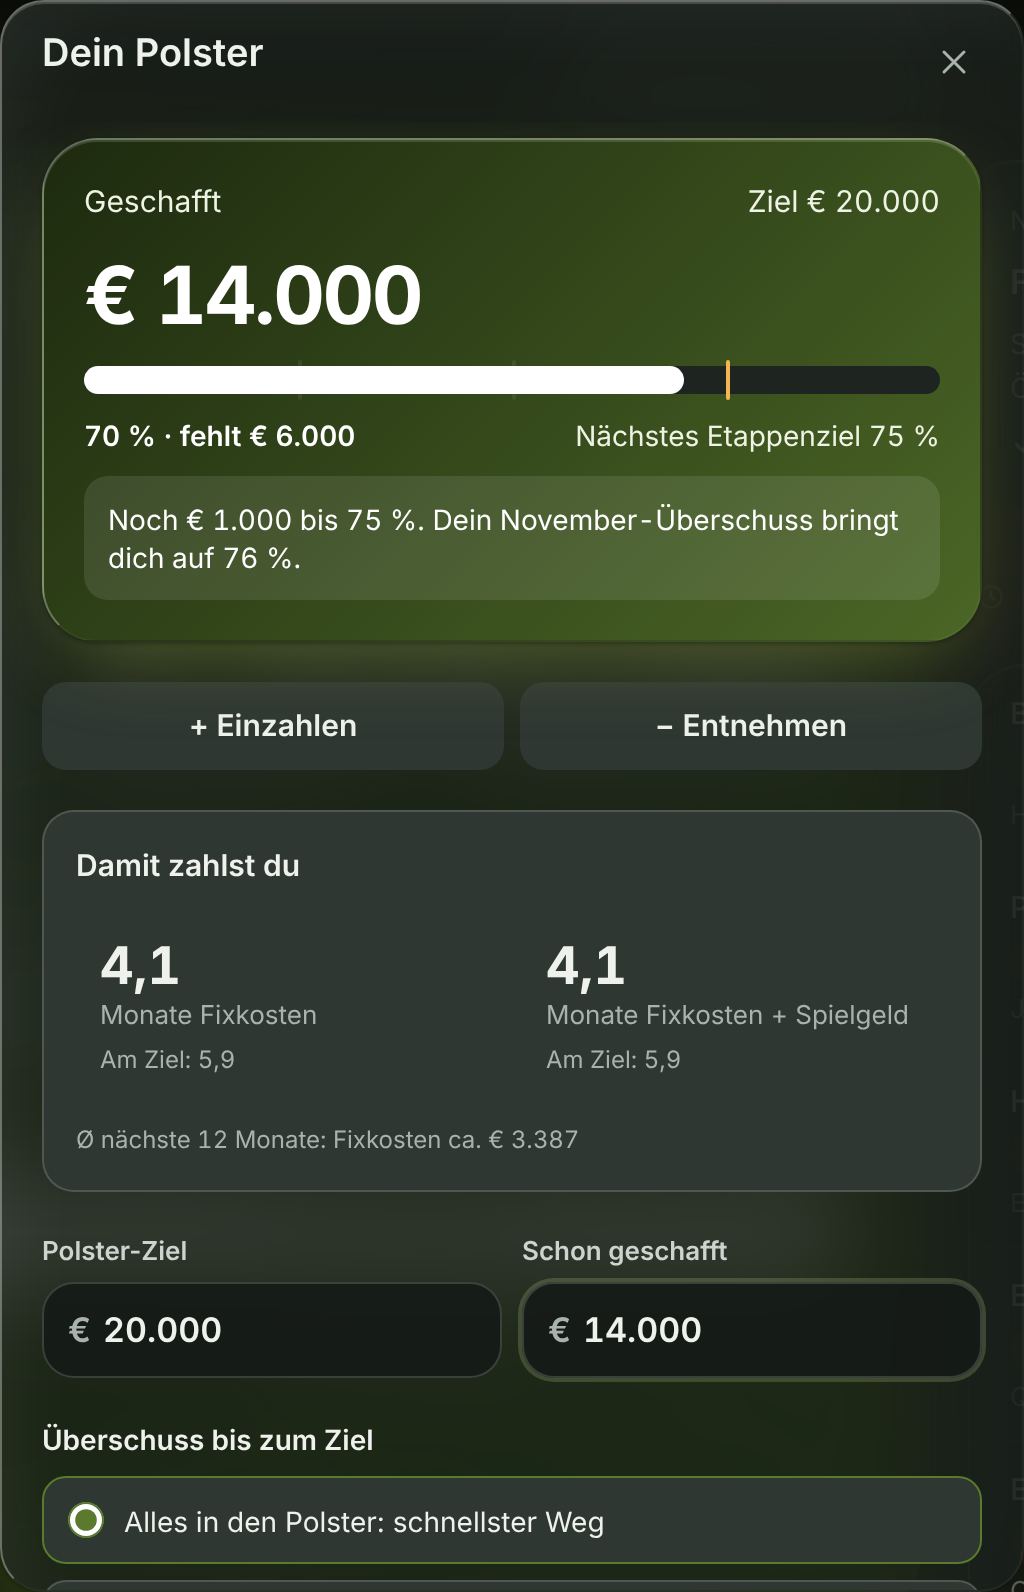 Dein Polster
Geschafft
Ziel € 20.000
€ 14.000
70 % · fehlt € 6.000
Nächstes Etappenziel 75 %
Noch € 1.000 bis 75 %. Dein November-Überschuss bringt
dich auf 76 %.
+ Einzahlen
– Entnehmen
Damit zahlst du
4,1
Monate Fixkosten
Am Ziel: 5,9
4,1
Monate Fixkosten + Spielgeld
Am Ziel: 5,9
Ø nächste 12 Monate: Fixkosten ca. € 3.387
Polster-Ziel
€ 20.000
Schon geschafft
€ 14.000
Überschuss bis zum Ziel
Alles in den Polster: schnellster Weg